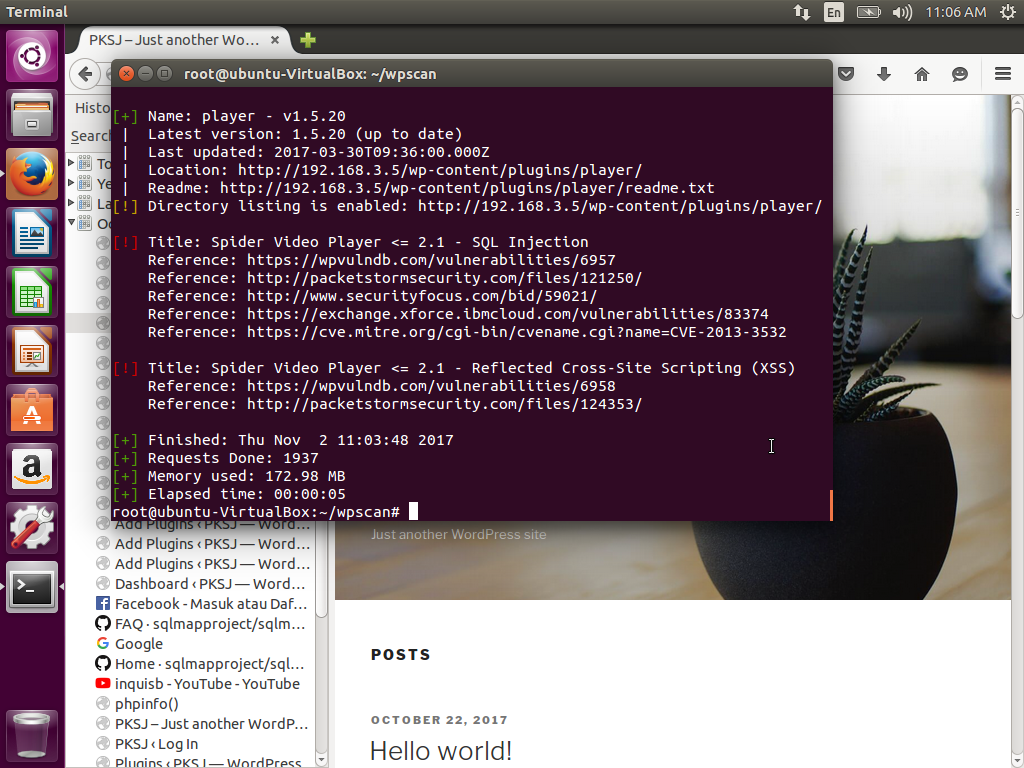 Terminal
En
11:06 AM
PKSJ – Just another Wo...
root@ubuntu-VirtualBox: ~/wpscan
Histo
Search
To
Ye
La
Oc
[+] Name: player - v1.5.20
| Latest version: 1.5.20 (up to date)
| Last updated: 2017-03-30T09:36:00.000Z
| Location: http://192.168.3.5/wp-content/plugins/player/
| Readme: http://192.168.3.5/wp-content/plugins/player/readme.txt
[!] Directory listing is enabled: http://192.168.3.5/wp-content/plugins/player/
[!] Title: Spider Video Player <= 2.1 - SQL Injection
Reference: https://wpvulndb.com/vulnerabilities/6957
Reference: http://packetstormsecurity.com/files/121250/
Reference: http://www.securityfocus.com/bid/59021/
Reference: https://exchange.xforce.ibmcloud.com/vulnerabilities/83374
Reference: https://cve.mitre.org/cgi-bin/cvename.cgi?name=CVE-2013-3532
[!] Title: Spider Video Player <= 2.1 - Reflected Cross-Site Scripting (XSS)
Reference: https://wpvulndb.com/vulnerabilities/6958
Reference: http://packetstormsecurity.com/files/124353/
[+] Finished: Thu Nov  2 11:03:48 2017
[+] Requests Done: 1937
[+] Memory used: 172.98 MB
[+] Elapsed time: 00:00:05
root@ubuntu-VirtualBox:~/wpscan#
Add Plugins ‹ PKSJ — Word...
Add Plugins ‹ PKSJ — Word...
Add Plugins ‹ PKSJ — Word...
Dashboard ‹ PKSJ — Word...
Facebook - Masuk atau Daf...
FAQ · sqlmapproject/sqlm...
Google
Home · sqlmapproject/sql...
inquisb - YouTube - YouTube
phpinfo()
PKSJ – Just another WordP...
PKSJ ‹ Log In
Plugins ‹ PKSJ — WordPress
Just another WordPress site
POSTS
OCTOBER 22, 2017
Hello world!